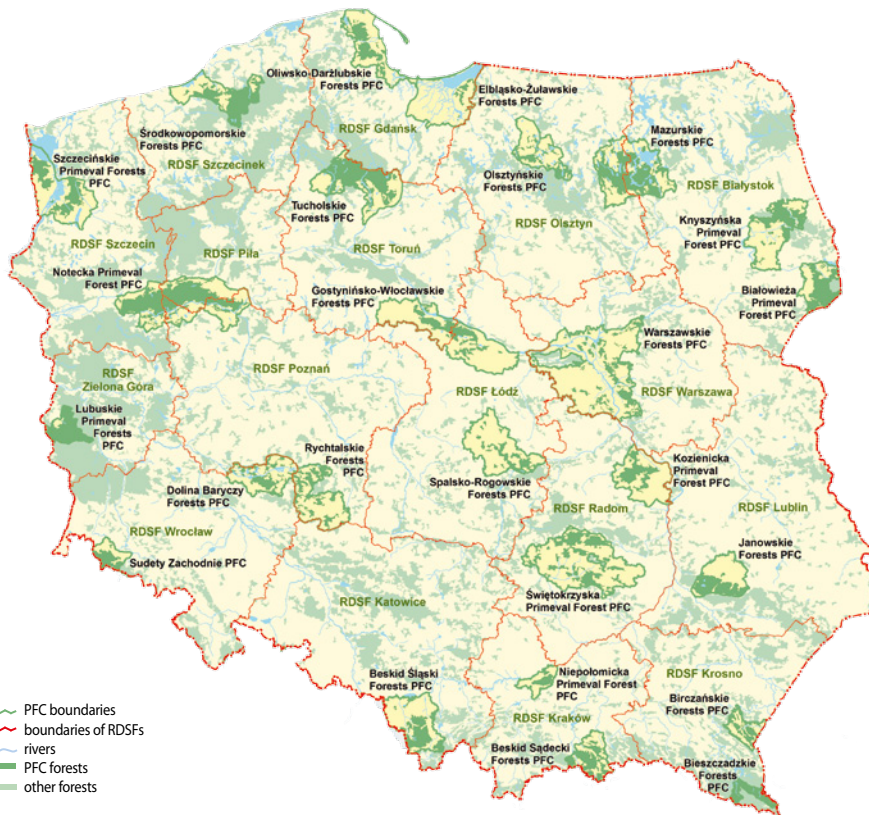 Oliwsko-Darżlubskie
Forests PFC
Elbląsko-Żuławskie
Forests PFC
Środkowopomorskie
Forests PFC
RDSF Gdańsk
Mazurskie
Forests PFC
Szczecińskie
Primeval Forests
PFC
RDSF Szczecinek
Olsztyńskie
Forests PFC
RDSF Białystok
Tucholskie
Forests PFC
Knyszyńska
Primeval
Forest PFC
RDSF Olsztyn
RDSF Szczecin
RDSF Piła
RDSF Toruń
Notecka Primeval
Forest PFC
Gostynińsko-Włocławskie
Forests PFC
Białowieża
Primeval
Forest PFC
Warszawskie
Forests PFC
RDSF
Zielona Góra
RDSF Poznań
RDSF Łódź
RDSF Warszawa
Lubuskie
Primeval
Forests
PFC
Rychtalskie
Forests
PFC
Kozienicka
Primeval
Forest PFC
Dolina Baryczy
Forests PFC
Spalsko-Rogowskie
Forests PFC
RDSF Radom
RDSF Lublin
RDSF Wrocław
Sudety Zachodnie PFC
Janowskie
Forests PFC
RDSF Katowice
Świętokrzyska
Primeval Forest PFC
Beskid Śląski
Forests PFC
Niepołomicka
Primeval Forest
PFC
RDSF Krosno
Birczańskie
Forests PFC
RDSF Kraków
Beskid Sądecki
Forests PFC
Bieszczadzkie
Forests
PFC
PFC boundaries
boundaries of RDSFs
rivers
PFC forests
other forests